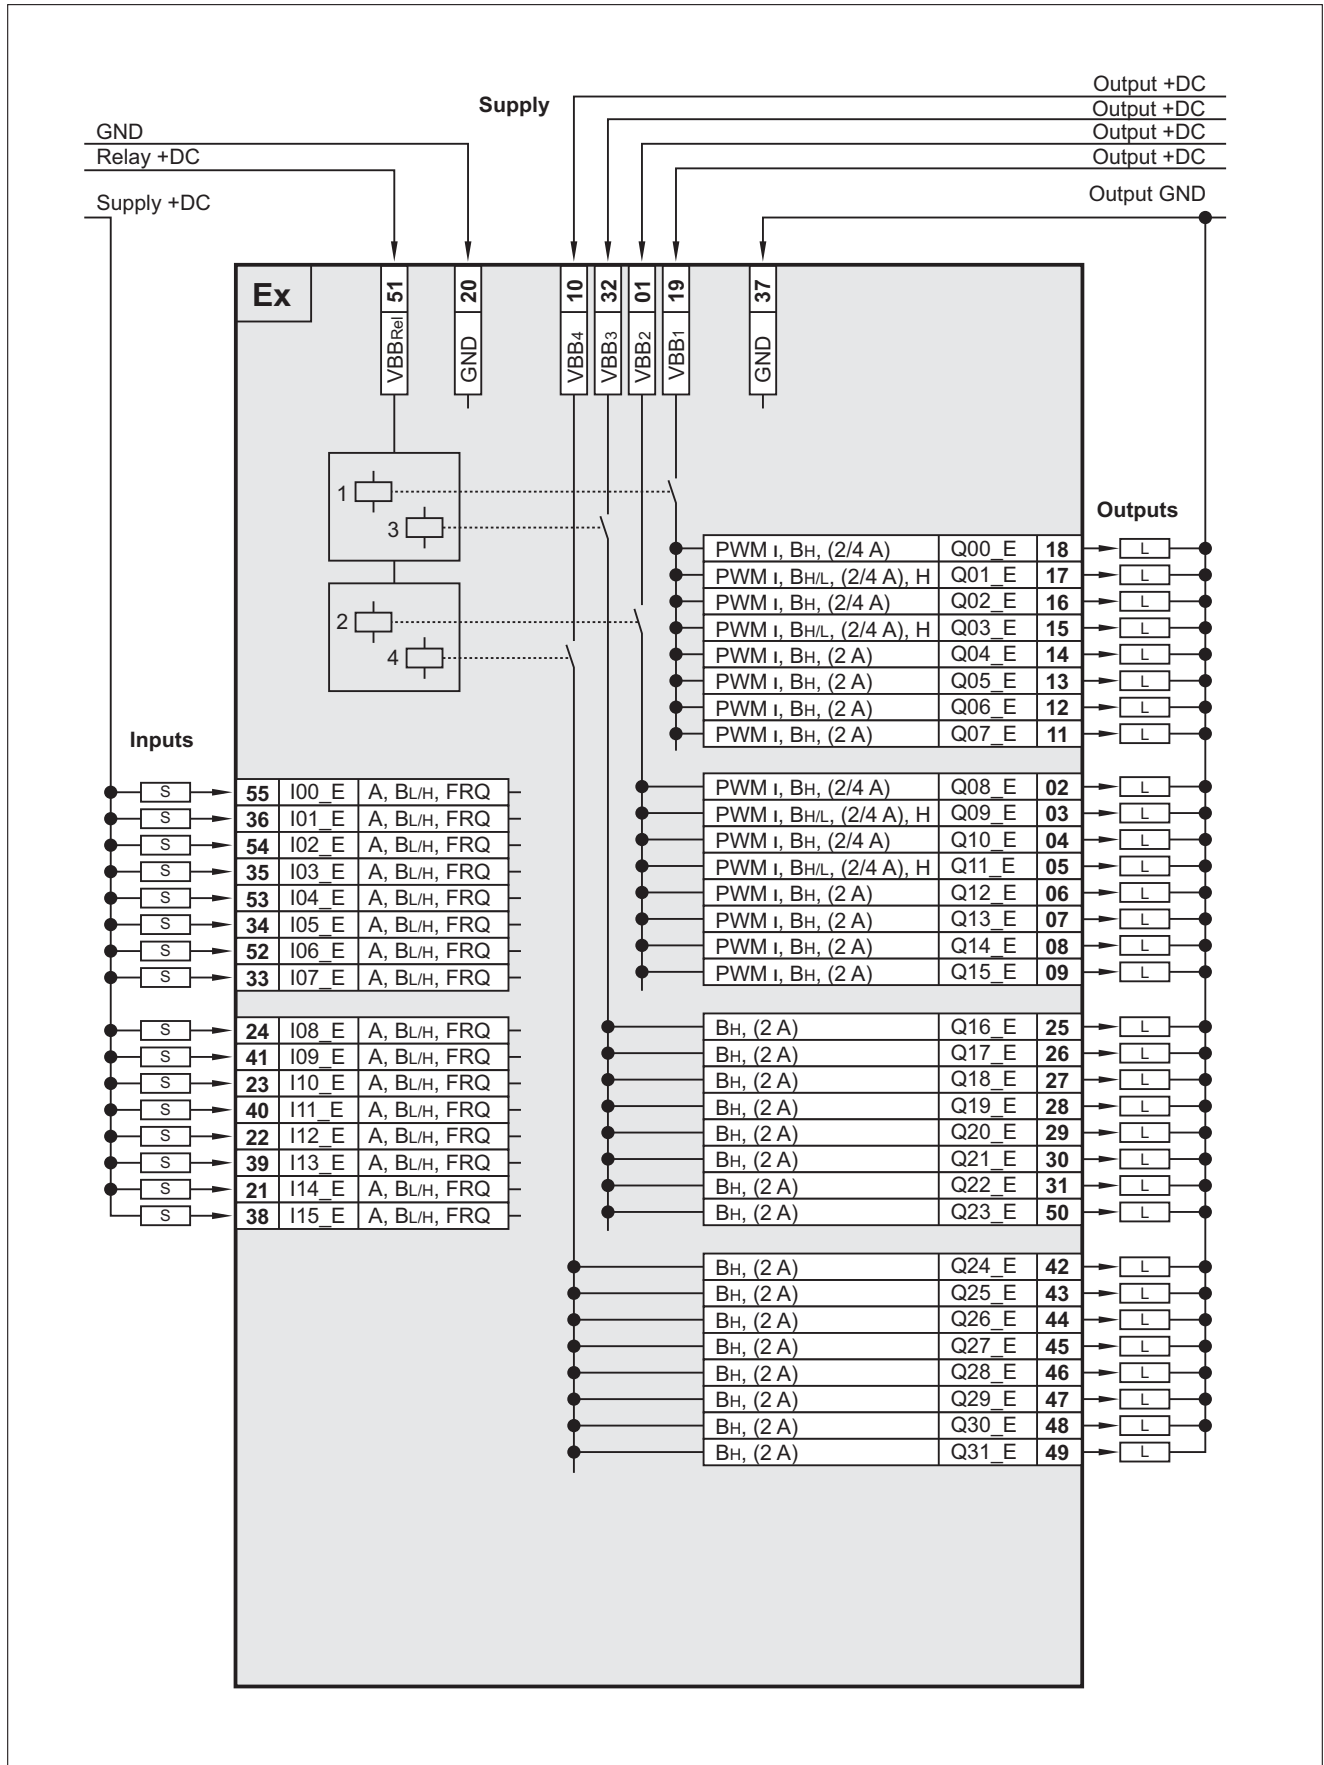 Output +DC
Supply
Output +DC
GND
Output +DC
Relay +DC
Output +DC
Supply +DC
Output GND
Ex
51
20
10
32
01
19
37
VBBRel
GND
VBB4
VBB3
VBB2
VBB1
GND
1
3
2
4
Outputs
PWM I, BH, (2/4 A) Q00_E 18 L
PWM I, BH/L, (2/4 A), H Q01_E 17 L
PWM I, BH, (2/4 A) Q02_E 16 L
PWM I, BH/L, (2/4 A), H Q03_E 15 L
PWM I, BH, (2 A) Q04_E 14 L
PWM I, BH, (2 A) Q05_E 13 L
PWM I, BH, (2 A) Q06_E 12 L
PWM I, BH, (2 A) Q07_E 11 L
PWM I, BH, (2/4 A) Q08_E 02 L
PWM I, BH/L, (2/4 A), H Q09_E 03 L
PWM I, BH, (2/4 A) Q10_E 04 L
PWM I, BH/L, (2/4 A), H Q11_E 05 L
PWM I, BH, (2 A) Q12_E 06 L
PWM I, BH, (2 A) Q13_E 07 L
PWM I, BH, (2 A) Q14_E 08 L
PWM I, BH, (2 A) Q15_E 09 L
BH, (2 A) Q16_E 25 L
BH, (2 A) Q17_E 26 L
BH, (2 A) Q18_E 27 L
BH, (2 A) Q19_E 28 L
BH, (2 A) Q20_E 29 L
BH, (2 A) Q21_E 30 L
BH, (2 A) Q22_E 31 L
BH, (2 A) Q23_E 50 L
BH, (2 A) Q24_E 42 L
BH, (2 A) Q25_E 43 L
BH, (2 A) Q26_E 44 L
BH, (2 A) Q27_E 45 L
BH, (2 A) Q28_E 46 L
BH, (2 A) Q29_E 47 L
BH, (2 A) Q30_E 48 L
BH, (2 A) Q31_E 49 L
Inputs
S 55 I00_E A, BL/H, FRQ
S 36 I01_E A, BL/H, FRQ
S 54 I02_E A, BL/H, FRQ
S 35 I03_E A, BL/H, FRQ
S 53 I04_E A, BL/H, FRQ
S 34 I05_E A, BL/H, FRQ
S 52 I06_E A, BL/H, FRQ
S 33 I07_E A, BL/H, FRQ
S 24 I08_E A, BL/H, FRQ
S 41 I09_E A, BL/H, FRQ
S 23 I10_E A, BL/H, FRQ
S 40 I11_E A, BL/H, FRQ
S 22 I12_E A, BL/H, FRQ
S 39 I13_E A, BL/H, FRQ
S 21 I14_E A, BL/H, FRQ
S 38 I15_E A, BL/H, FRQ